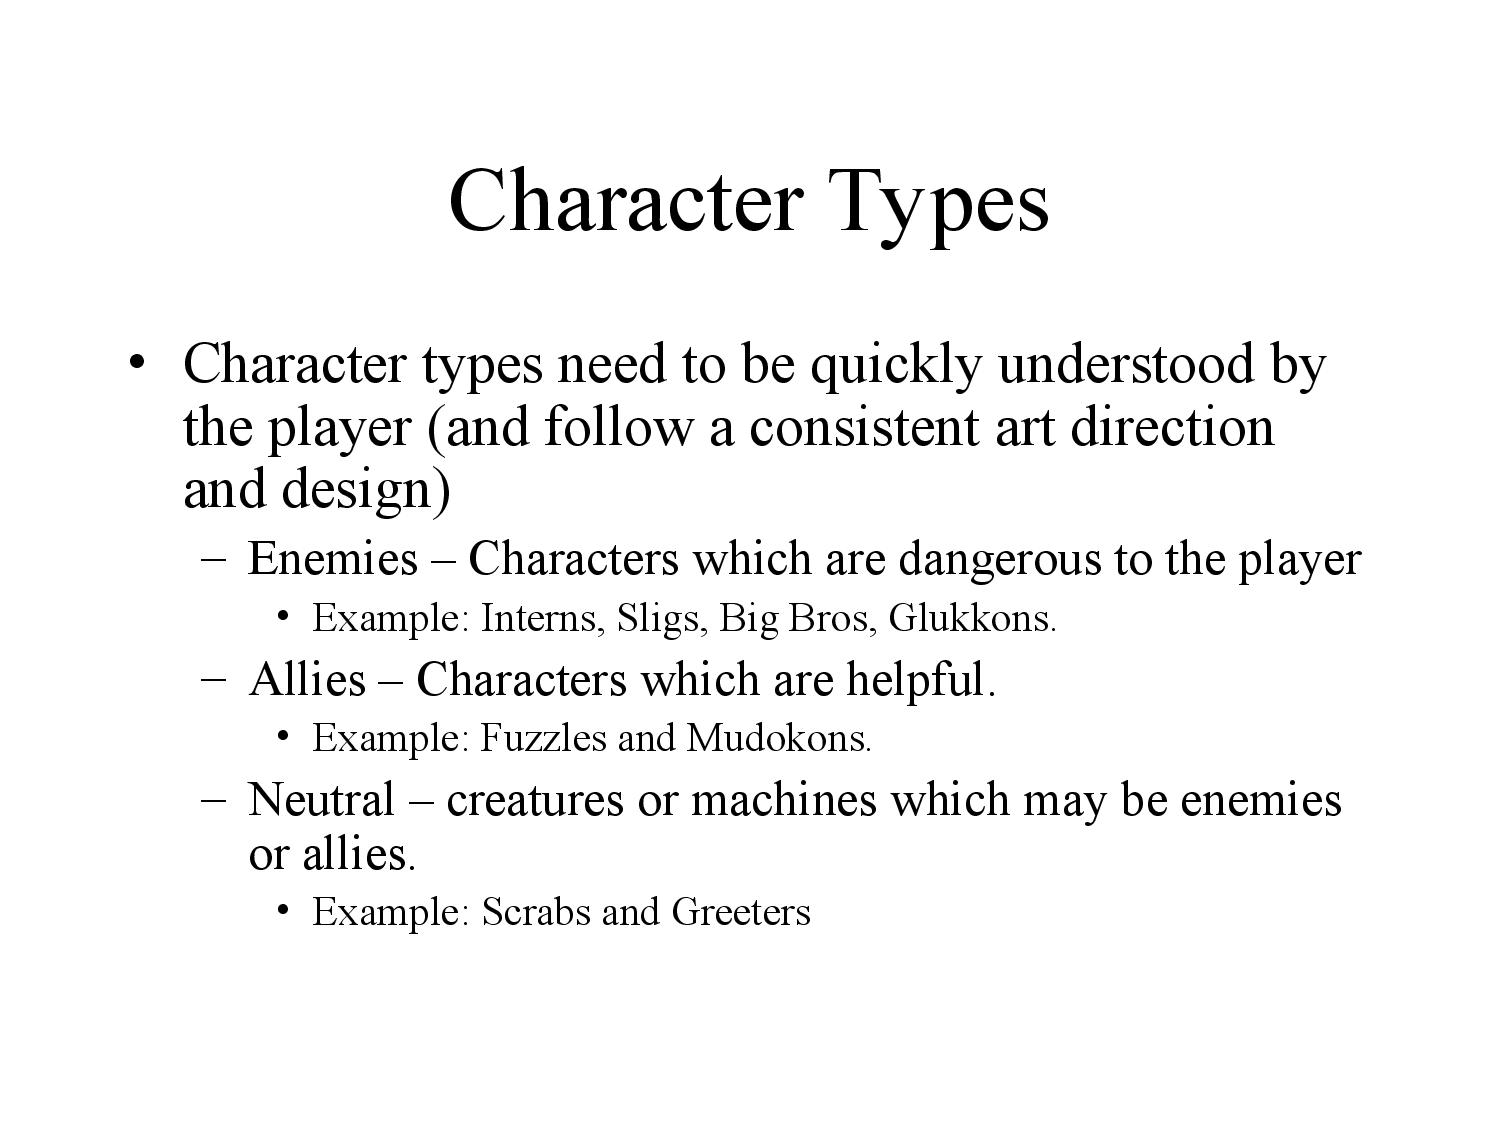 Character Types
• Character types need to be quickly understood by
the player (and follow a consistent art direction
and design)
– Enemies – Characters which are dangerous to the player
• Example: Interns, Sligs, Big Bros, Glukkons.
– Allies – Characters which are helpful.
• Example: Fuzzles and Mudokons.
– Neutral – creatures or machines which may be enemies
or allies.
• Example: Scrabs and Greeters